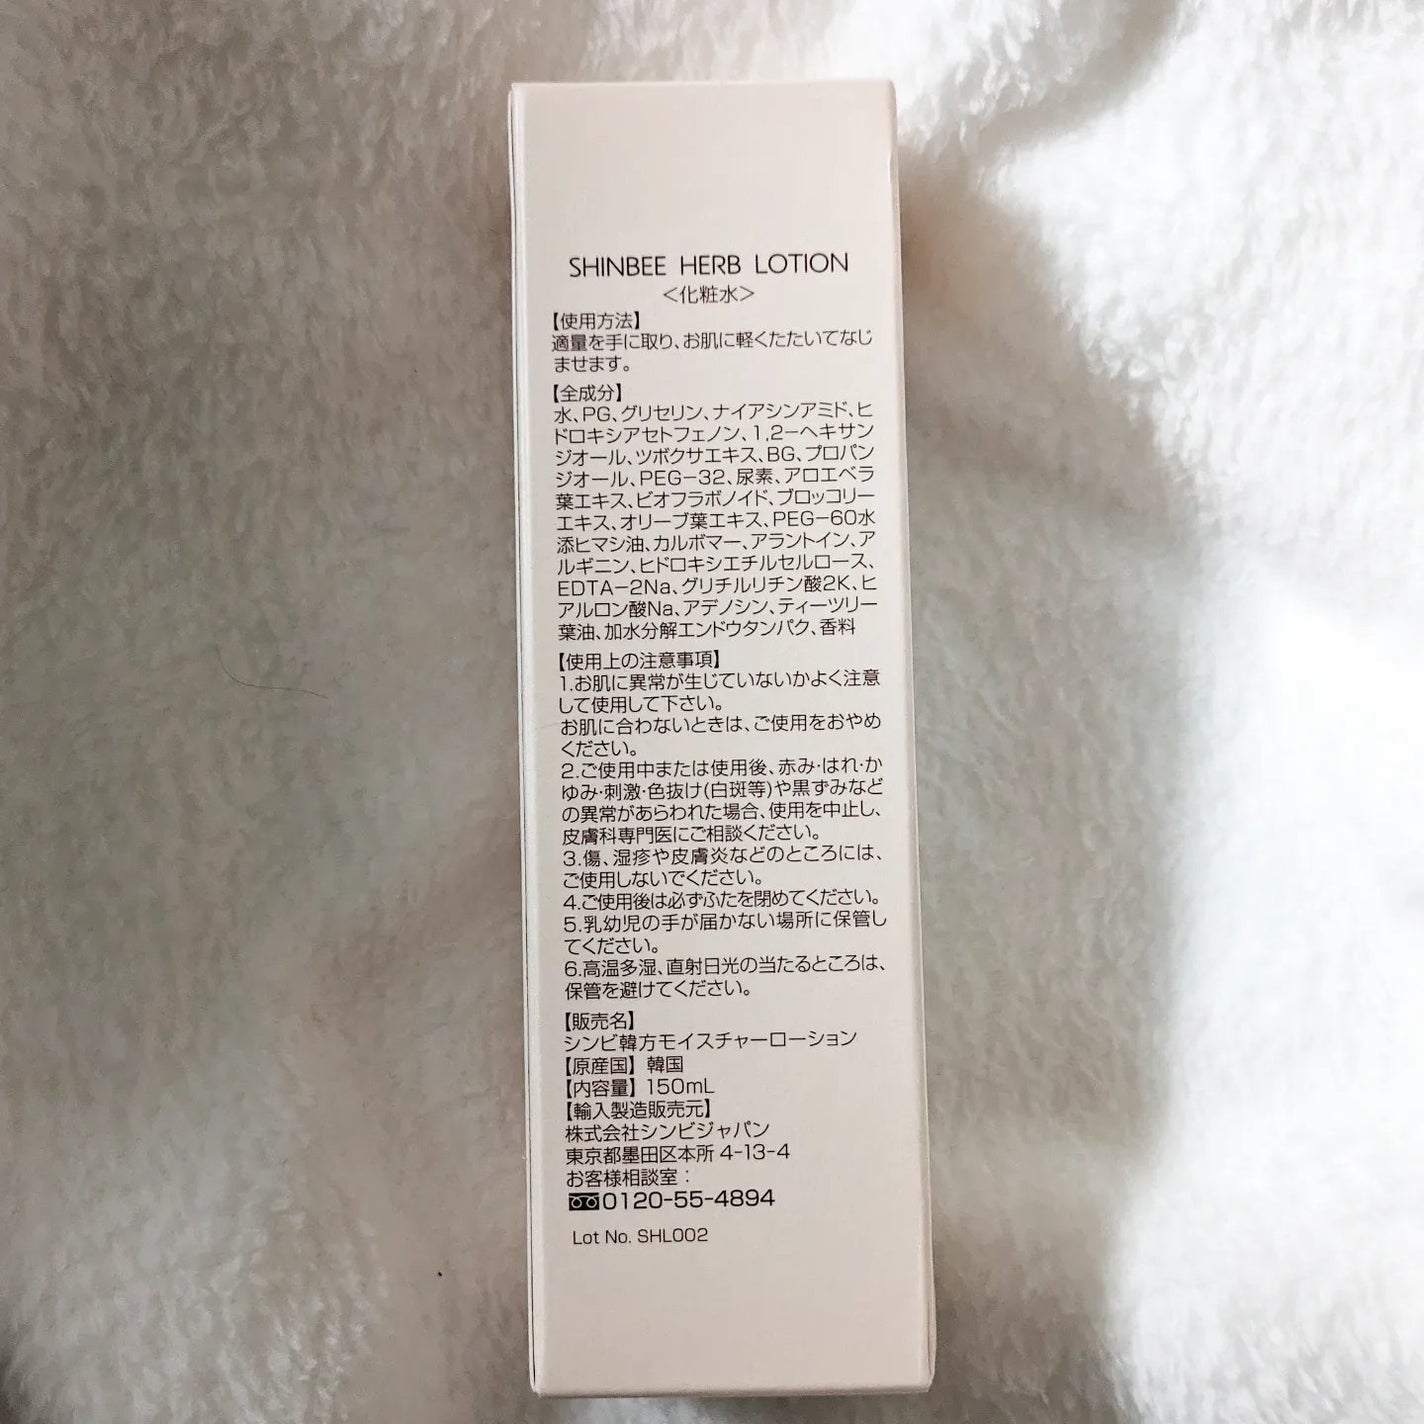 SHINBEE HERB LOTION
<化粧水>
【使用方法】
適量を手に取り、お肌に軽くたたいてなじ
ませます。
【全成分】
水、PG、グリセリン、ナイアシンアミド、ヒ
ドロキシアセトフェノン、1,2-ヘキサン
ジオール、ツボクサエキス、BG、プロパン
ジオール、PEG-32、尿素、アロエベラ
葉エキス、ビオフラボノイド、ブロッコリー
エキス、オリーブ葉エキス、PEG-60水
添ヒマシ油、カルボマー、アラントイン、ア
ルギニン、ヒドロキシエチルセルロース、
EDTA-2Na、グリチルリチン酸2K、ヒ
アルロン酸Na、アデノシン、ティーツリー
葉油、加水分解エンドウタンパク、香料
【使用上の注意事項】
1.お肌に異常が生じていないかよく注意
して使用して下さい。
お肌に合わないときは、ご使用をおやめ
ください。
2.ご使用中または使用後、赤み・はれ・か
ゆみ・刺激・色抜け(白斑等)や黒ずみなど
の異常があらわれた場合、使用を中止し、
皮膚科専門医にご相談ください。
3.傷、湿疹や皮膚炎などのところには、
ご使用しないでください。
4.ご使用後は必ずふたを閉めてください。
5.乳幼児の手が届かない場所に保管し
てください。
6.高温多湿、直射日光の当たるところは、
保管を避けてください。
【販売名】
シンビ韓方モイスチャーローション
【原産国】 韓国
【内容量】 150mL
【輸入製造販売元】
株式会社シンビジャパン
東京都墨田区本所 4-13-4
お客様相談室：
0120-55-4894
Lot No. SHL002